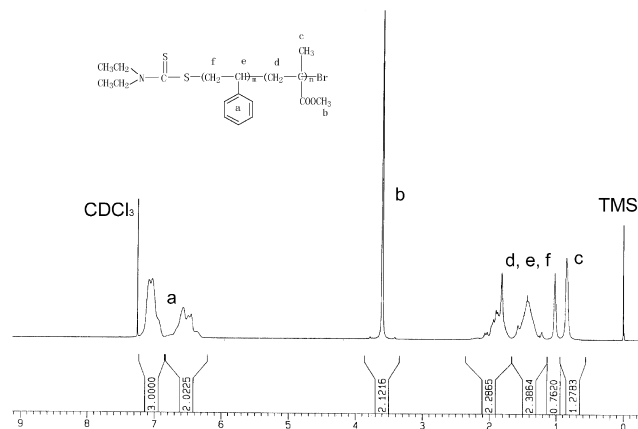 c
S
f
e
d
CH₃
CH₃CH₂
CH₃CH₂
N — C — S —(CH₂—CH)m—(CH₂—C)n—Br
a
COOCH₃
b
CDCl₃
a
b
d, e, f
c
TMS
3.0000
2.0225
2.1216
2.2865
2.3864
0.7620
1.2783
9 8 7 6 5 4 3 2 1 0